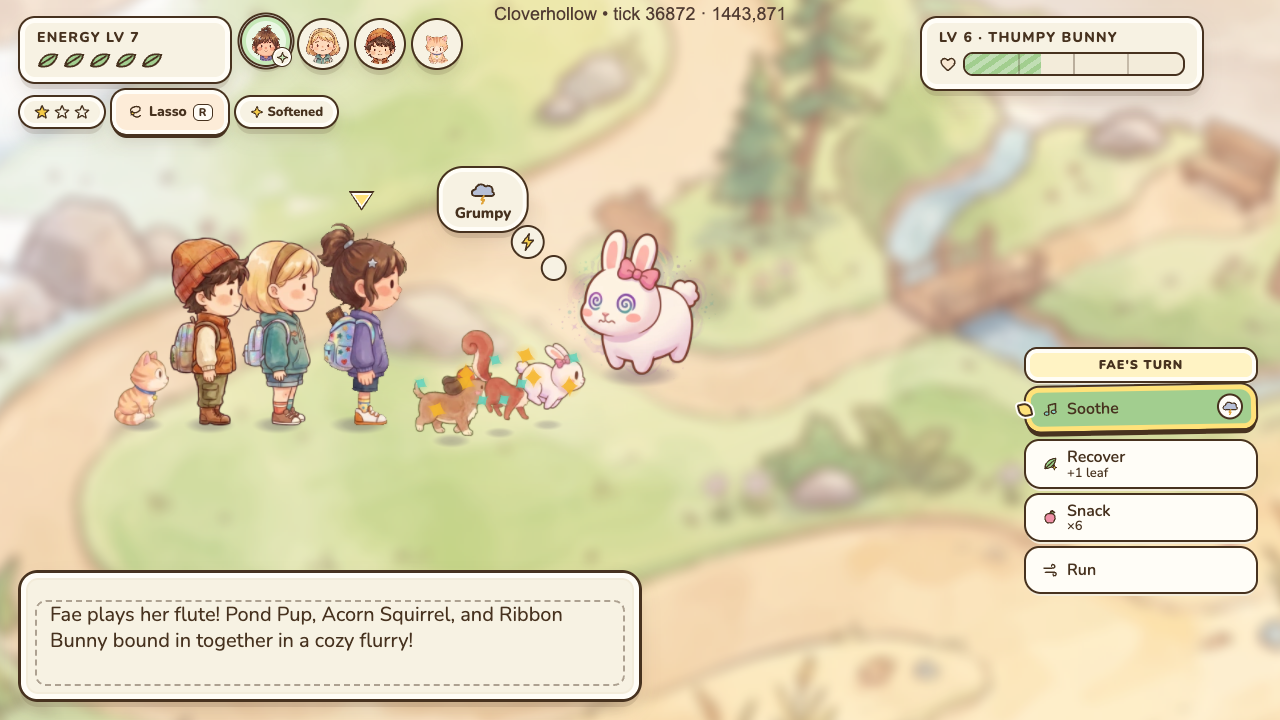 Cloverhollow • tick 36872 · 1443,871
ENERGY LV 7
LV 6 · THUMPY BUNNY
Lasso R
Softened
Grumpy
FAE'S TURN
Soothe
Recover
+1 leaf
Snack
×6
Run
Fae plays her flute! Pond Pup, Acorn Squirrel, and Ribbon
Bunny bound in together in a cozy flurry!